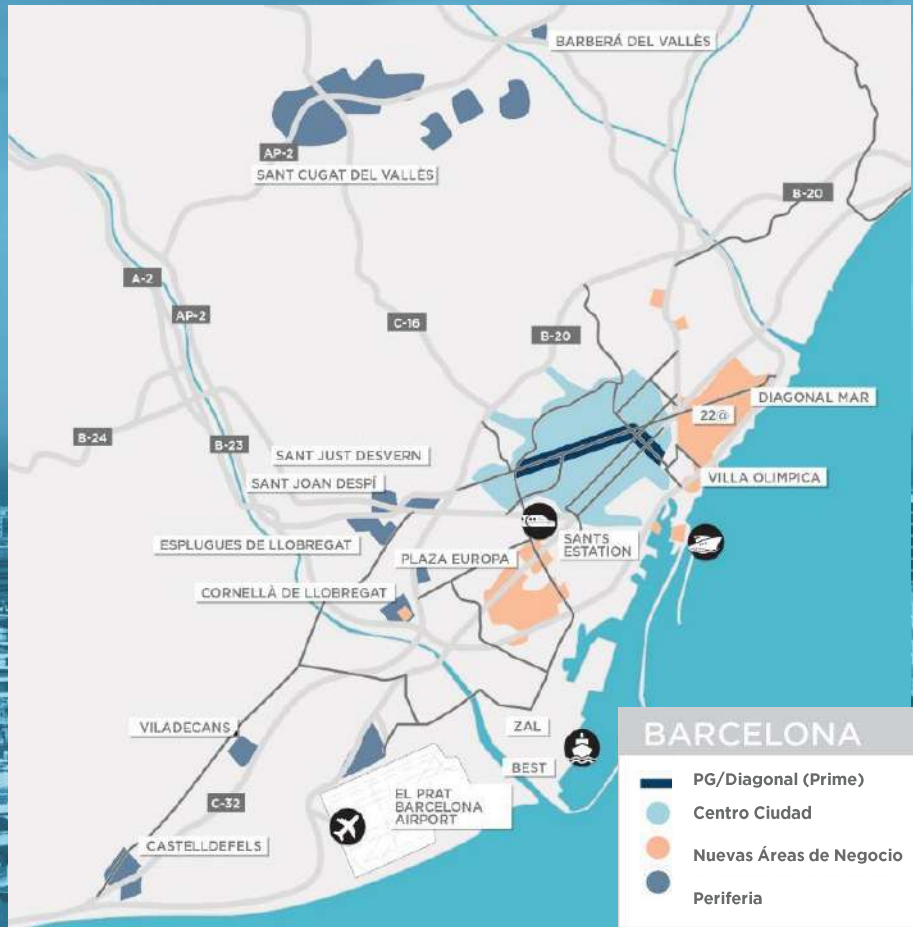 BARBERÁ DEL VALLÈS
AP-2
SANT CUGAT DEL VALLÈS
B-20
A-2
AP-2
C-16
B-20
DIAGONAL MAR
22@
B-24
B-23
SANT JUST DESVERN
VILLA OLIMPICA
SANT JOAN DESPÍ
ESPLUGUES DE LLOBREGAT
SANTS
ESTATION
PLAZA EUROPA
CORNELLÀ DE LLOBREGAT
VILADECANS
ZAL
BEST
C-32
EL PRAT
BARCELONA
AIRPORT
CASTELLDEFELS
BARCELONA
PG/Diagonal (Prime)
Centro Ciudad
Nuevas Áreas de Negocio
Periferia